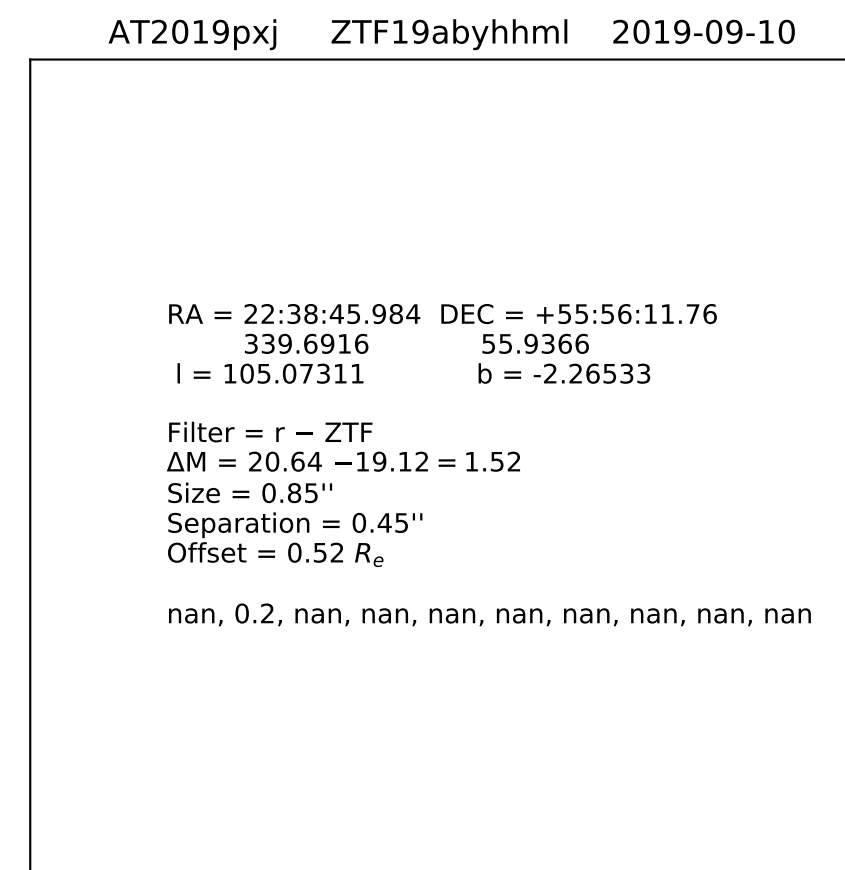 AT2019pxj ZTF19abyhhml 2019-09-10
RA = 22:38:45.984 DEC = +55:56:11.76
339.6916 55.9366
l = 105.07311 b = -2.26533
Filter = r − ZTF
ΔM = 20.64 −19.12 = 1.52
Size = 0.85''
Separation = 0.45''
Offset = 0.52 Re
nan, 0.2, nan, nan, nan, nan, nan, nan, nan, nan